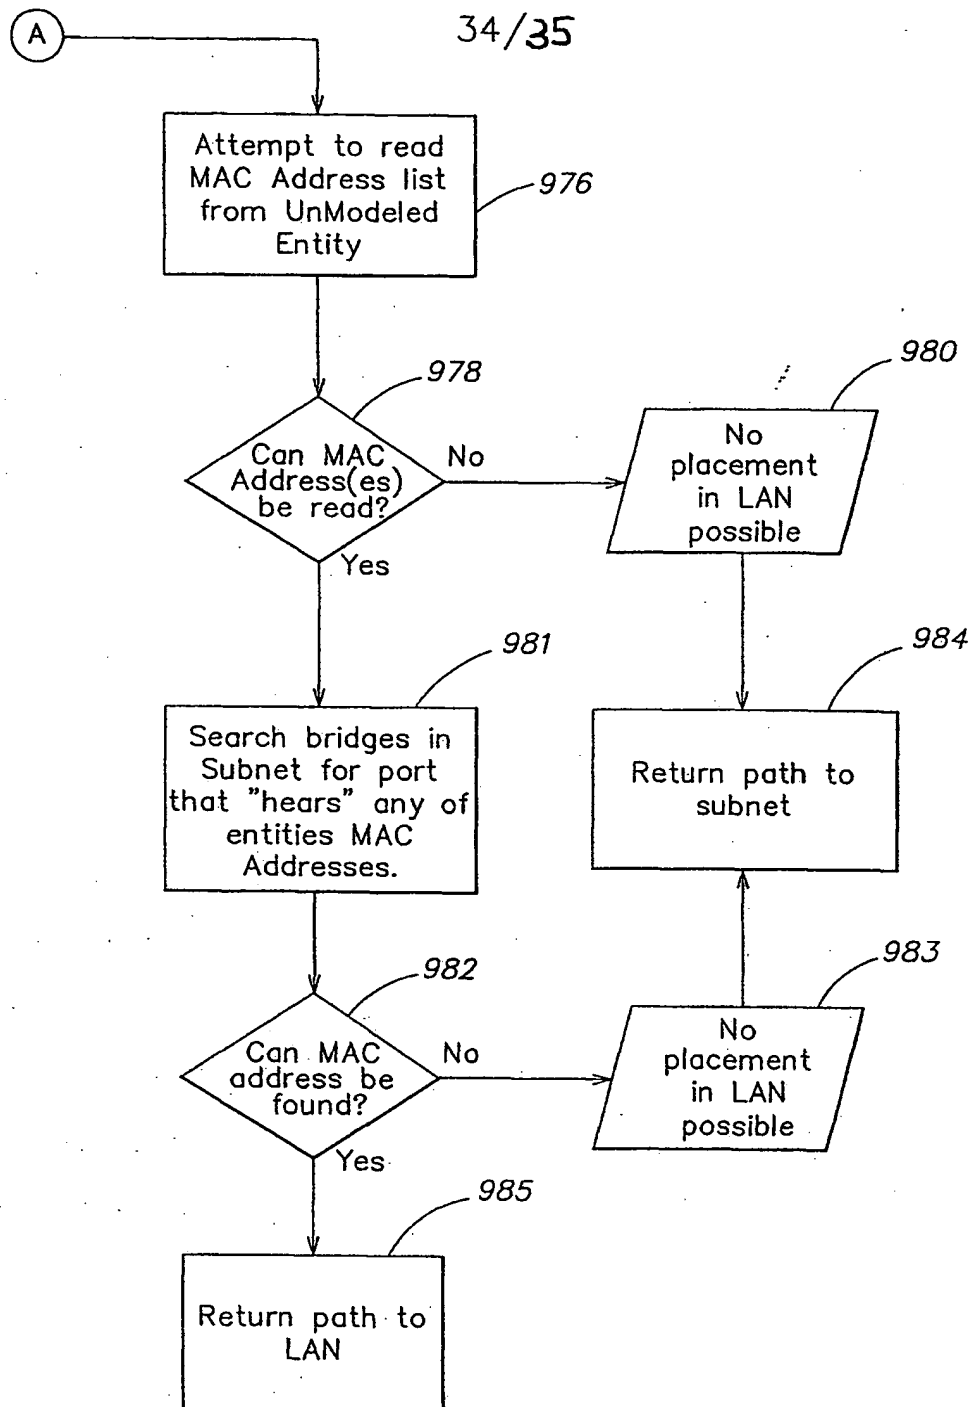 A
34/35
Attempt to read
MAC Address list
from UnModeled
Entity
976
978
Can MAC
Address(es)
be read?
No
Yes
980
No
placement
in LAN
possible
981
Search bridges in
Subnet for port
that "hears" any of
entities MAC
Addresses.
984
Return path to
subnet
982
Can MAC
address be
found?
No
Yes
983
No
placement
in LAN
possible
985
Return path to
LAN